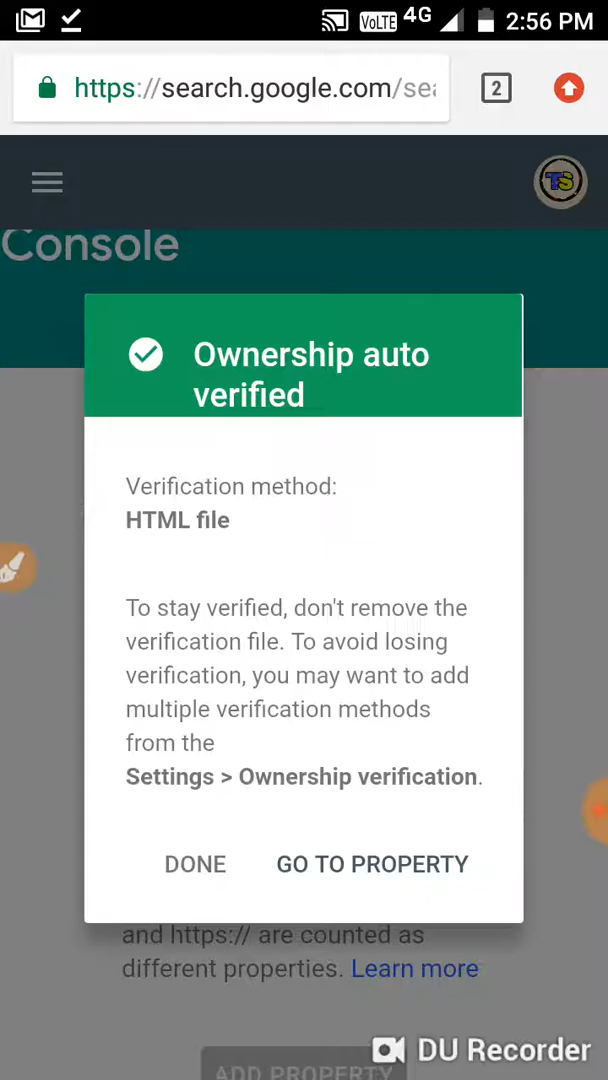 VoLTE 4G 2:56 PM
https://search.google.com/sea
2
TS
Console
Ownership auto
verified
Verification method:
HTML file
To stay verified, don't remove the
verification file. To avoid losing
verification, you may want to add
multiple verification methods
from the
Settings > Ownership verification.
DONE GO TO PROPERTY
and https:// are counted as
different properties. Learn more
ADD PROPERTY
DU Recorder